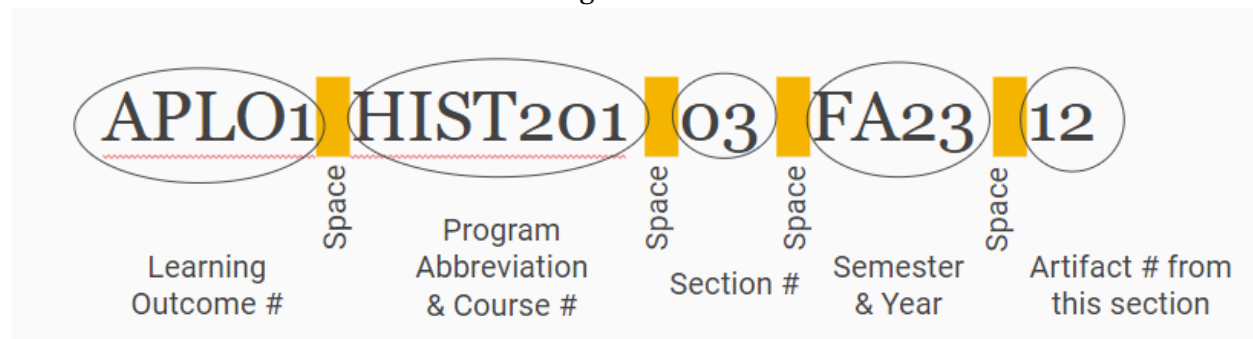 APLO1 HIST201 03 FA23 12
Space
Space
Space
Space
Learning
Outcome #
Program
Abbreviation
& Course #
Section #
Semester
& Year
Artifact # from
this section